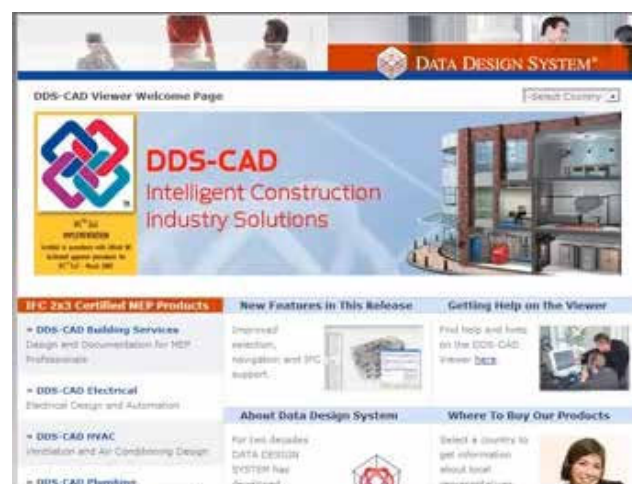 DATA DESIGN SYSTEM®
DDS-CAD Viewer Welcome Page
-Select Country-
DDS-CAD
Intelligent Construction
Industry Solutions
IMPLEMENTATION
IFC 2x3 Certified MEP Products
» DDS-CAD Building Services
Design and Documentation for MEP
Professionals
» DDS-CAD Electrical
Electrical Design and Automation
» DDS-CAD HVAC
Ventilation and Air Conditioning Design
» DDS-CAD Plumbing
New Features in This Release
Improved
selection,
navigation and IFC
support.
About Data Design System
For two decades
DATA DESIGN
SYSTEM has
developed
Getting Help on the Viewer
Find help and hints
on the DDS-CAD
Viewer here
Where To Buy Our Products
Select a country to
get information
about local
representatives